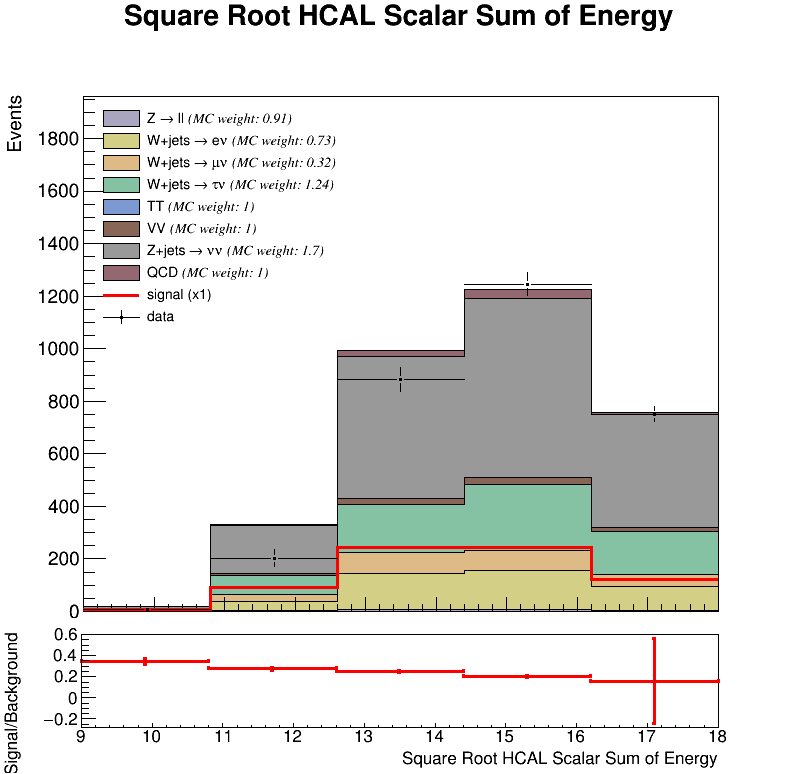 Square Root HCAL Scalar Sum of Energy
Events
Z → ll (MC weight: 0.91)
W+jets → eν (MC weight: 0.73)
W+jets → μν (MC weight: 0.32)
W+jets → τν (MC weight: 1.24)
TT (MC weight: 1)
VV (MC weight: 1)
Z+jets → νν (MC weight: 1.7)
QCD (MC weight: 1)
signal (x1)
data
1800
1600
1400
1200
1000
800
600
400
200
0
Signal/Background
0.6
0.4
0.2
0
−0.2
9 10 11 12 13 14 15 16 17 18
Square Root HCAL Scalar Sum of Energy